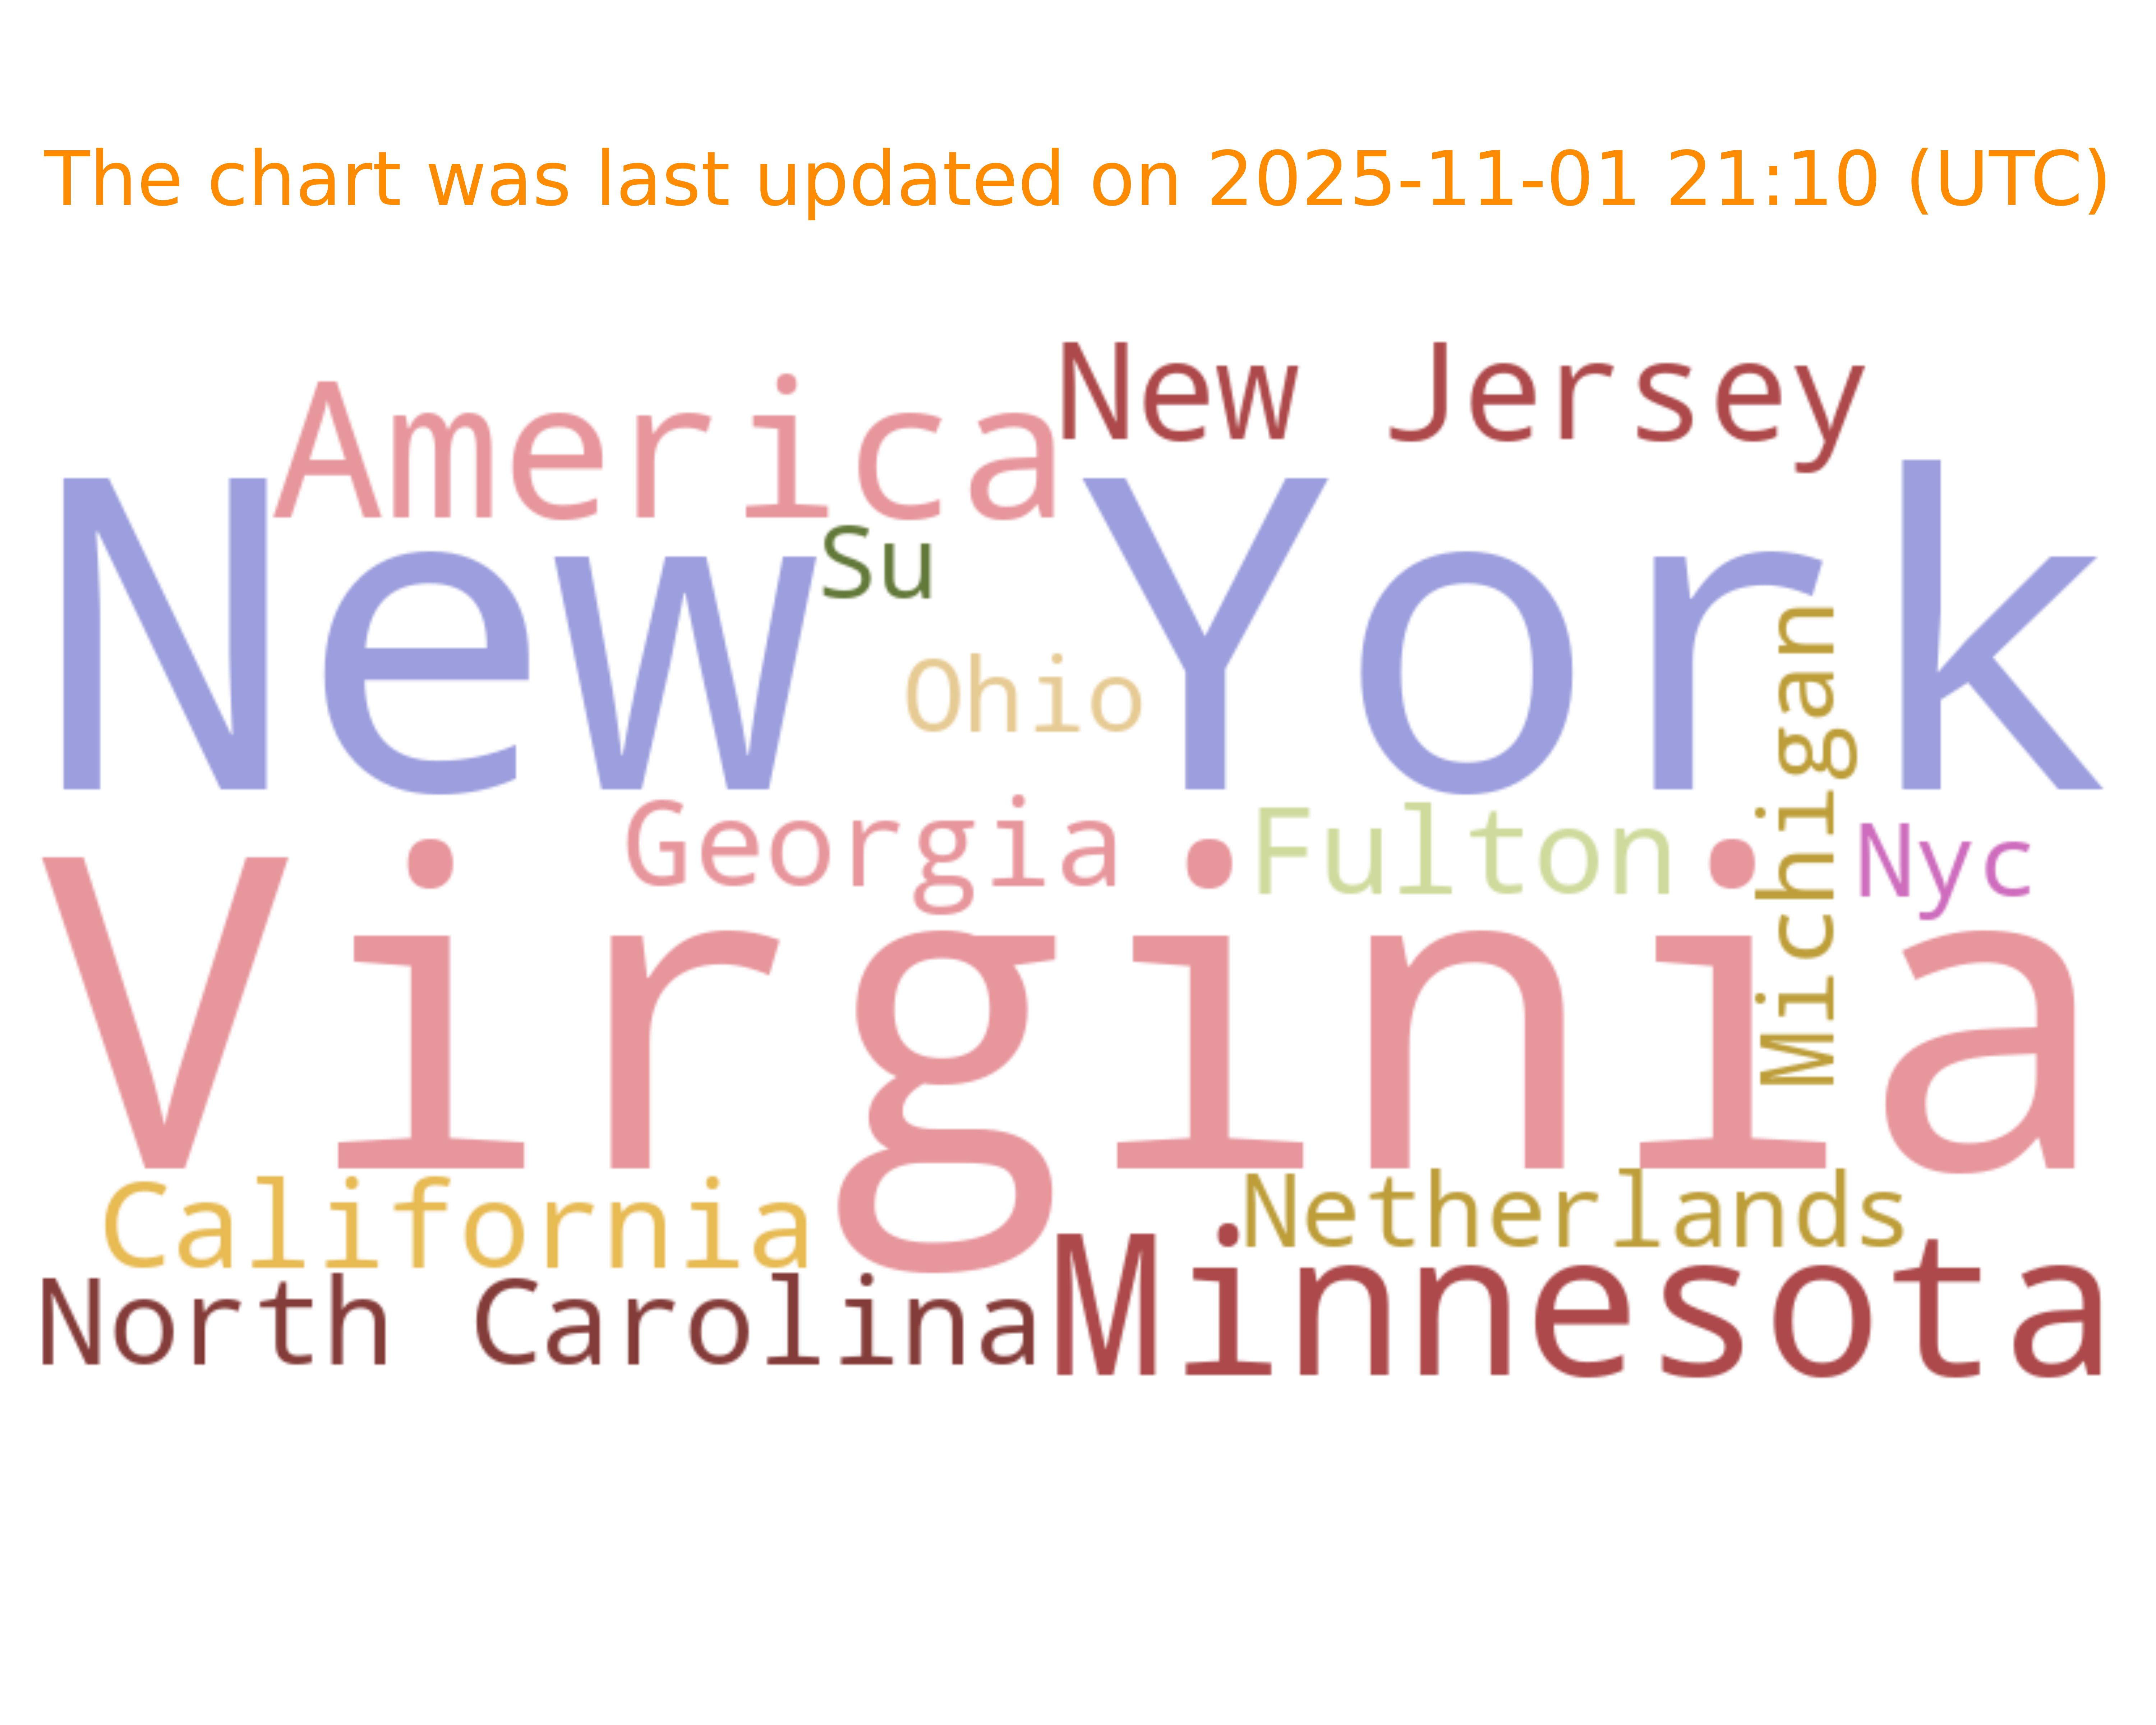 The chart was last updated on 2025-11-01 21:10 (UTC)
New Jersey
America
New York
Su
Ohio
Michigan
Georgia
Fulton
Nyc
Virginia
California
Netherlands
North Carolina
Minnesota